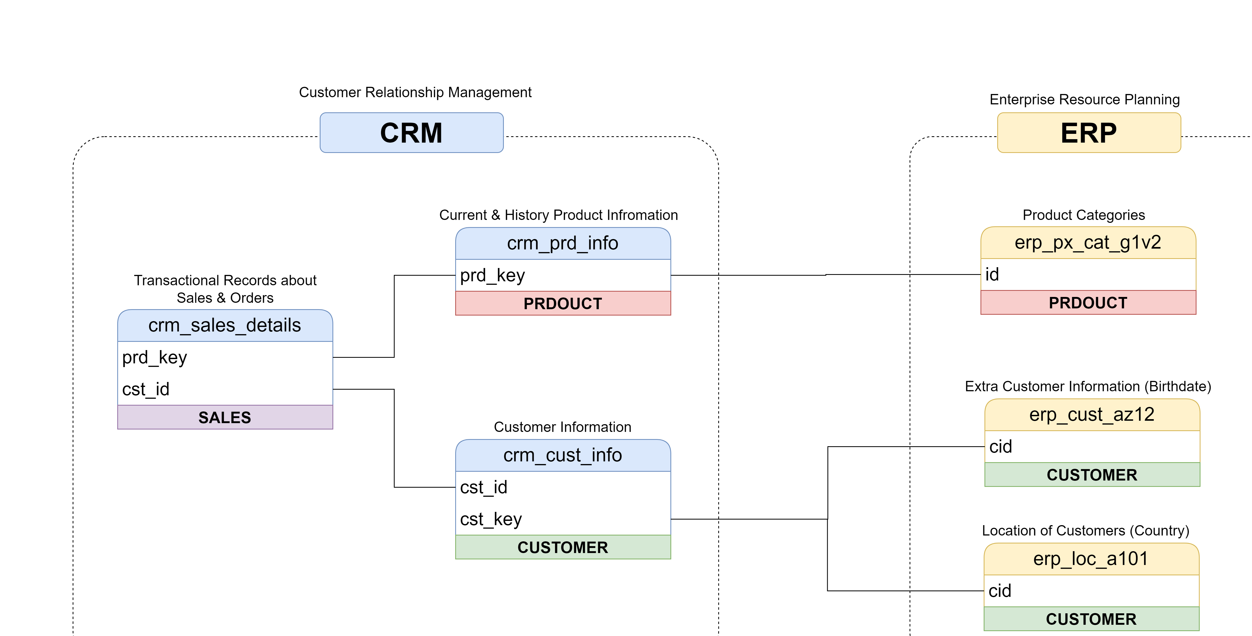 Customer Relationship Management
CRM
Enterprise Resource Planning
ERP
Current & History Product Infromation
crm_prd_info
prd_key
PRDOUCT
Product Categories
erp_px_cat_g1v2
id
PRDOUCT
Transactional Records about
Sales & Orders
crm_sales_details
prd_key
cst_id
SALES
Customer Information
crm_cust_info
cst_id
cst_key
CUSTOMER
Extra Customer Information (Birthdate)
erp_cust_az12
cid
CUSTOMER
Location of Customers (Country)
erp_loc_a101
cid
CUSTOMER